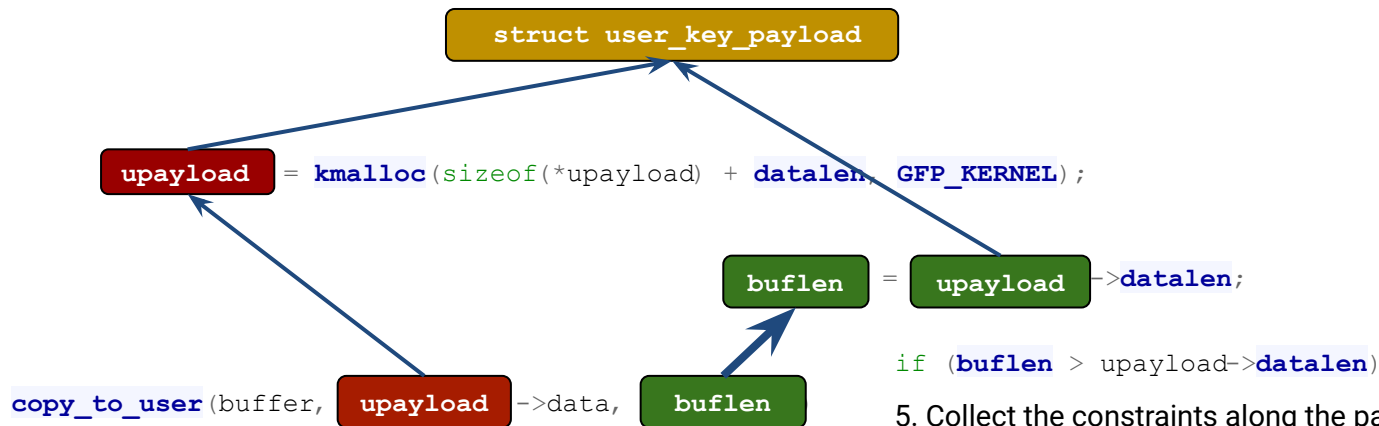 struct user_key_payload
upayload = kmalloc(sizeof(*upayload) + datalen, GFP_KERNEL);
buflen = upayload->datalen;
if (buflen > upayload->datalen)
copy_to_user(buffer, upayload->data, buflen
5. Collect the constraints along the pa